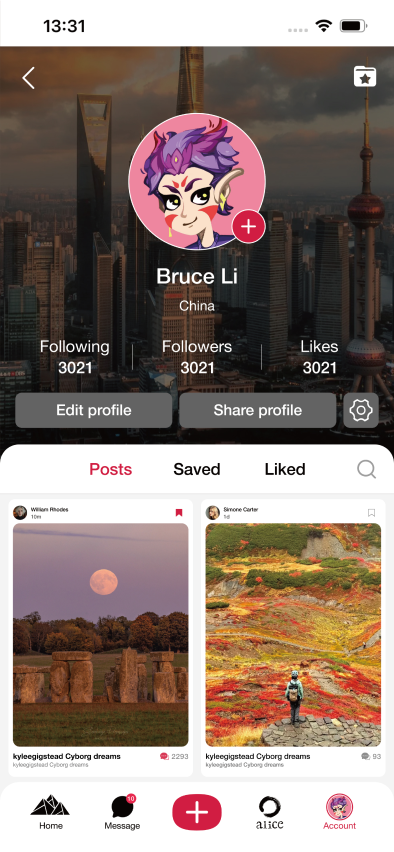 13:31
Bruce Li
China
Following Followers Likes
3021 3021 3021
Edit profile Share profile
Posts Saved Liked
William Rhodes
10m
Simone Carter
1d
kyleegigstead Cyborg dreams 2293
kyleegigstead Cyborg dreams
kyleegigstead Cyborg dreams 93
kyleegigstead Cyborg dreams
10
Home Message alice Account